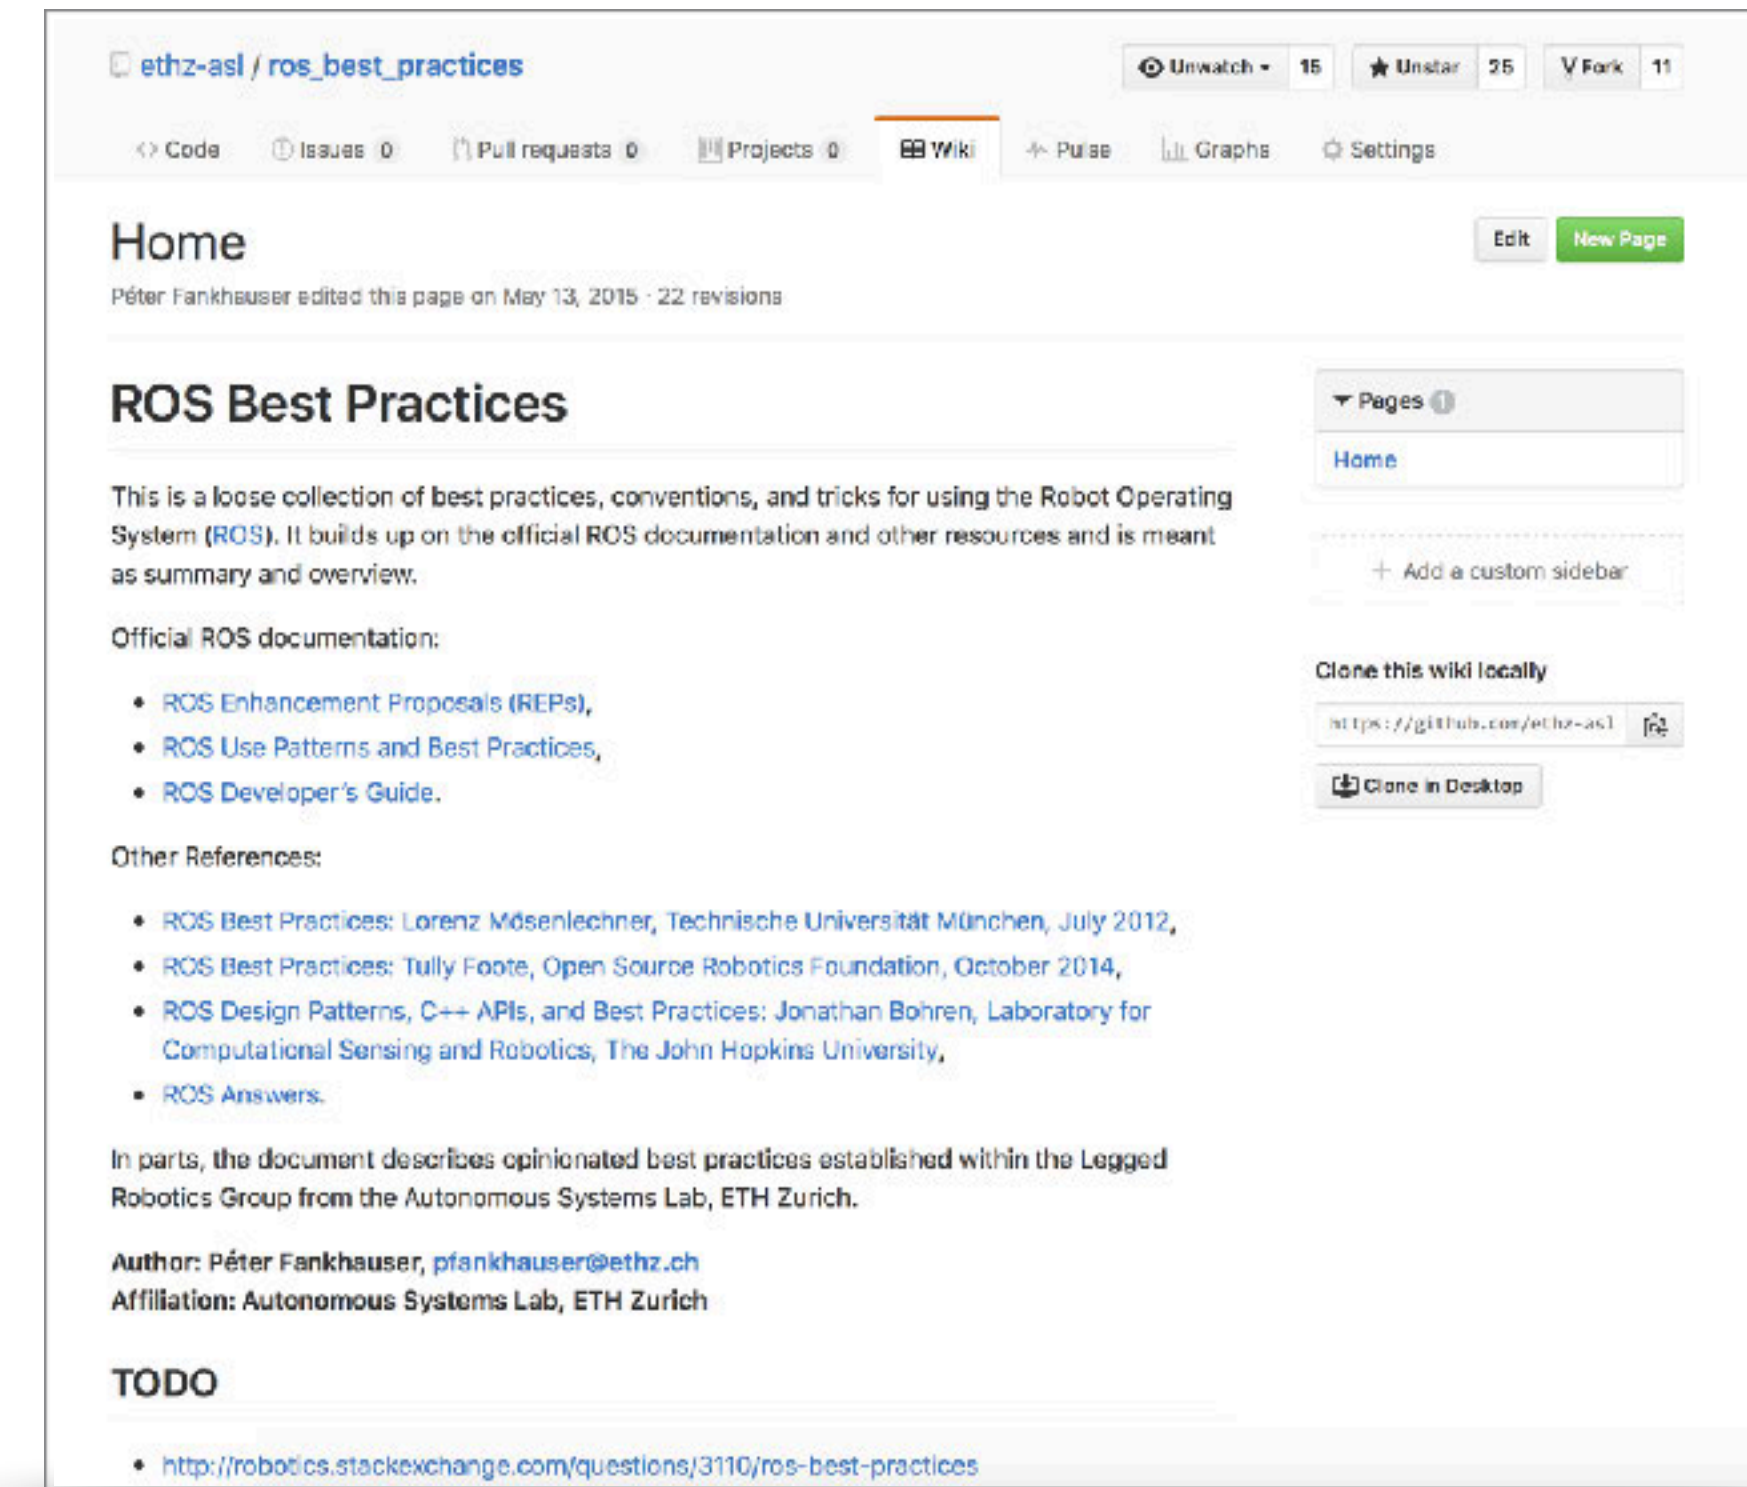 ethz-asl / ros_best_practices
Unwatch 15 Unstar 25 Fork 11
Code Issues 0 Pull requests 0 Projects 0 Wiki Pulse Graphs Settings
Home
Edit New Page
Péter Fankhauser edited this page on May 13, 2015 · 22 revisions
ROS Best Practices
This is a loose collection of best practices, conventions, and tricks for using the Robot Operating
System (ROS). It builds up on the official ROS documentation and other resources and is meant
as summary and overview.
Official ROS documentation:
• ROS Enhancement Proposals (REPs),
• ROS Use Patterns and Best Practices,
• ROS Developer's Guide.
Other References:
• ROS Best Practices: Lorenz Mösenlechner, Technische Universität München, July 2012,
• ROS Best Practices: Tully Foote, Open Source Robotics Foundation, October 2014,
• ROS Design Patterns, C++ APIs, and Best Practices: Jonathan Bohren, Laboratory for
Computational Sensing and Robotics, The John Hopkins University,
• ROS Answers.
In parts, the document describes opinionated best practices established within the Legged
Robotics Group from the Autonomous Systems Lab, ETH Zurich.
Author: Péter Fankhauser, pfankhauser@ethz.ch
Affiliation: Autonomous Systems Lab, ETH Zurich
TODO
• http://robotics.stackexchange.com/questions/3110/ros-best-practices
Pages 1
Home
+ Add a custom sidebar
Clone this wiki locally
https://github.com/ethz-asl
Clone in Desktop